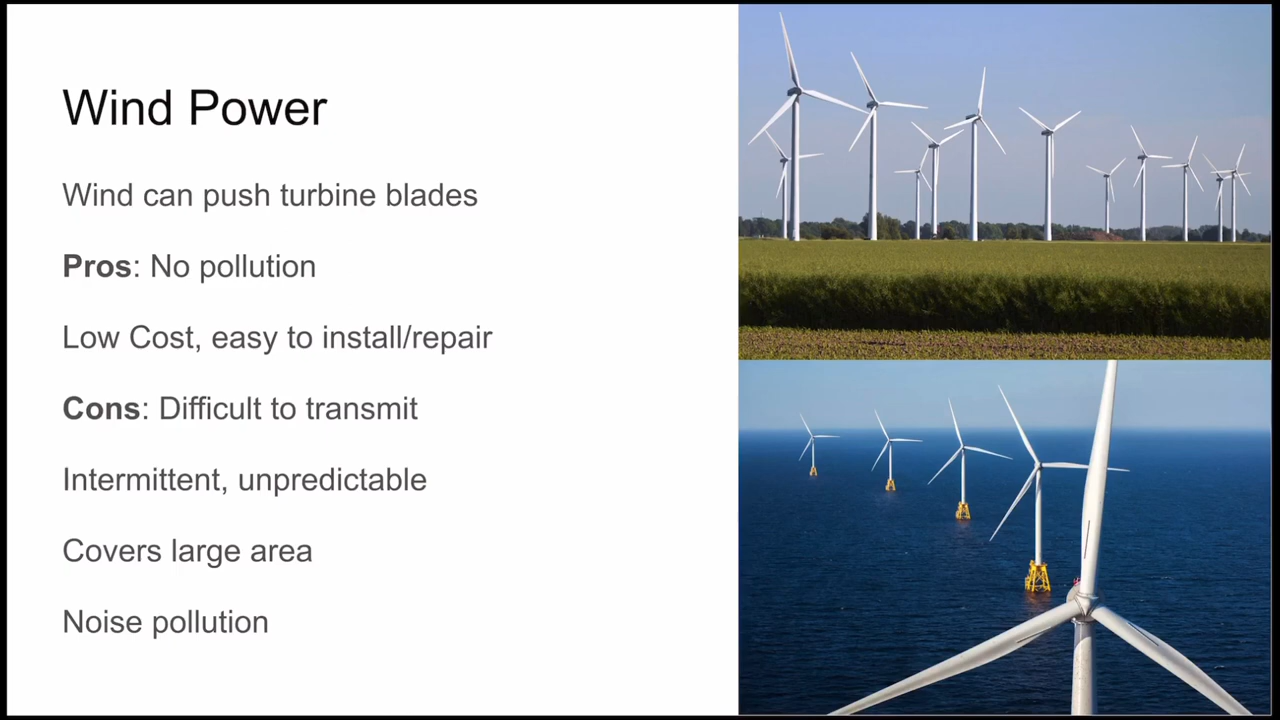 Wind Power
Wind can push turbine blades
Pros: No pollution
Low Cost, easy to install/repair
Cons: Difficult to transmit
Intermittent, unpredictable
Covers large area
Noise pollution